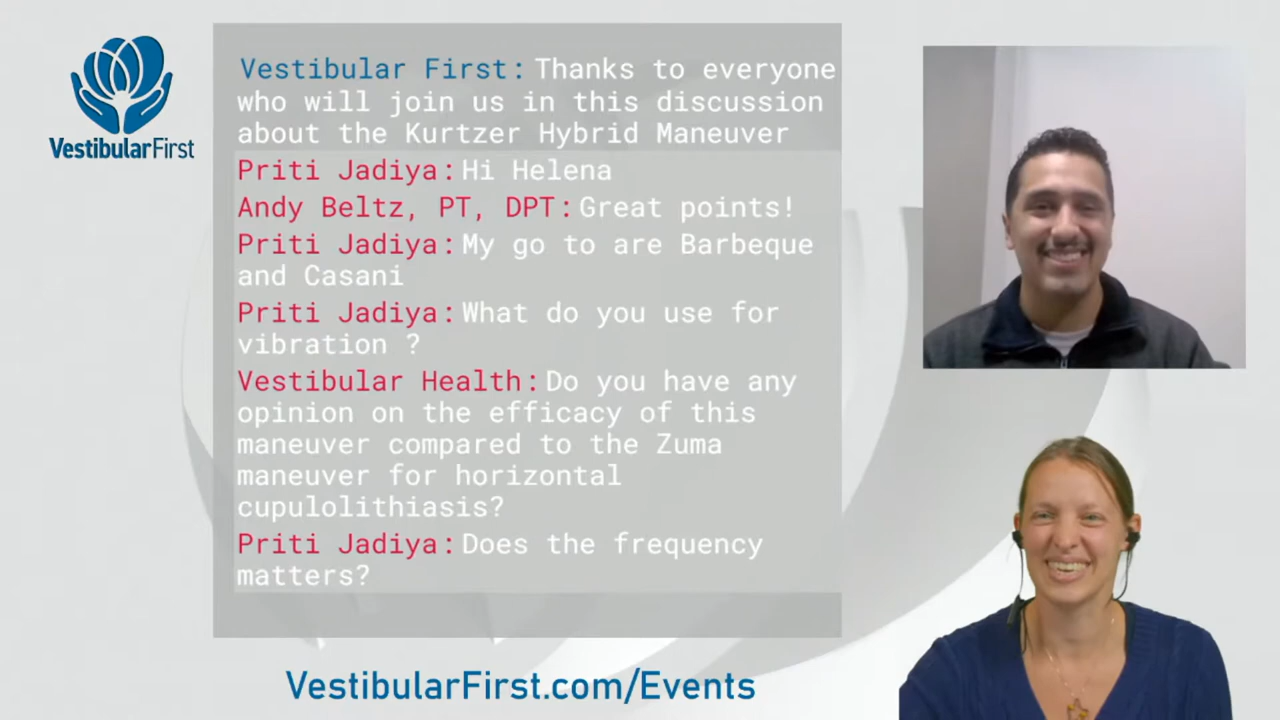 VestibularFirst
Vestibular First: Thanks to everyone
who will join us in this discussion
about the Kurtzer Hybrid Maneuver
Priti Jadiya: Hi Helena
Andy Beltz, PT, DPT: Great points!
Priti Jadiya: My go to are Barbeque
and Casani
Priti Jadiya: What do you use for
vibration ?
Vestibular Health: Do you have any
opinion on the efficacy of this
maneuver compared to the Zuma
maneuver for horizontal
cupulolithiasis?
Priti Jadiya: Does the frequency
matters?
VestibularFirst.com/Events